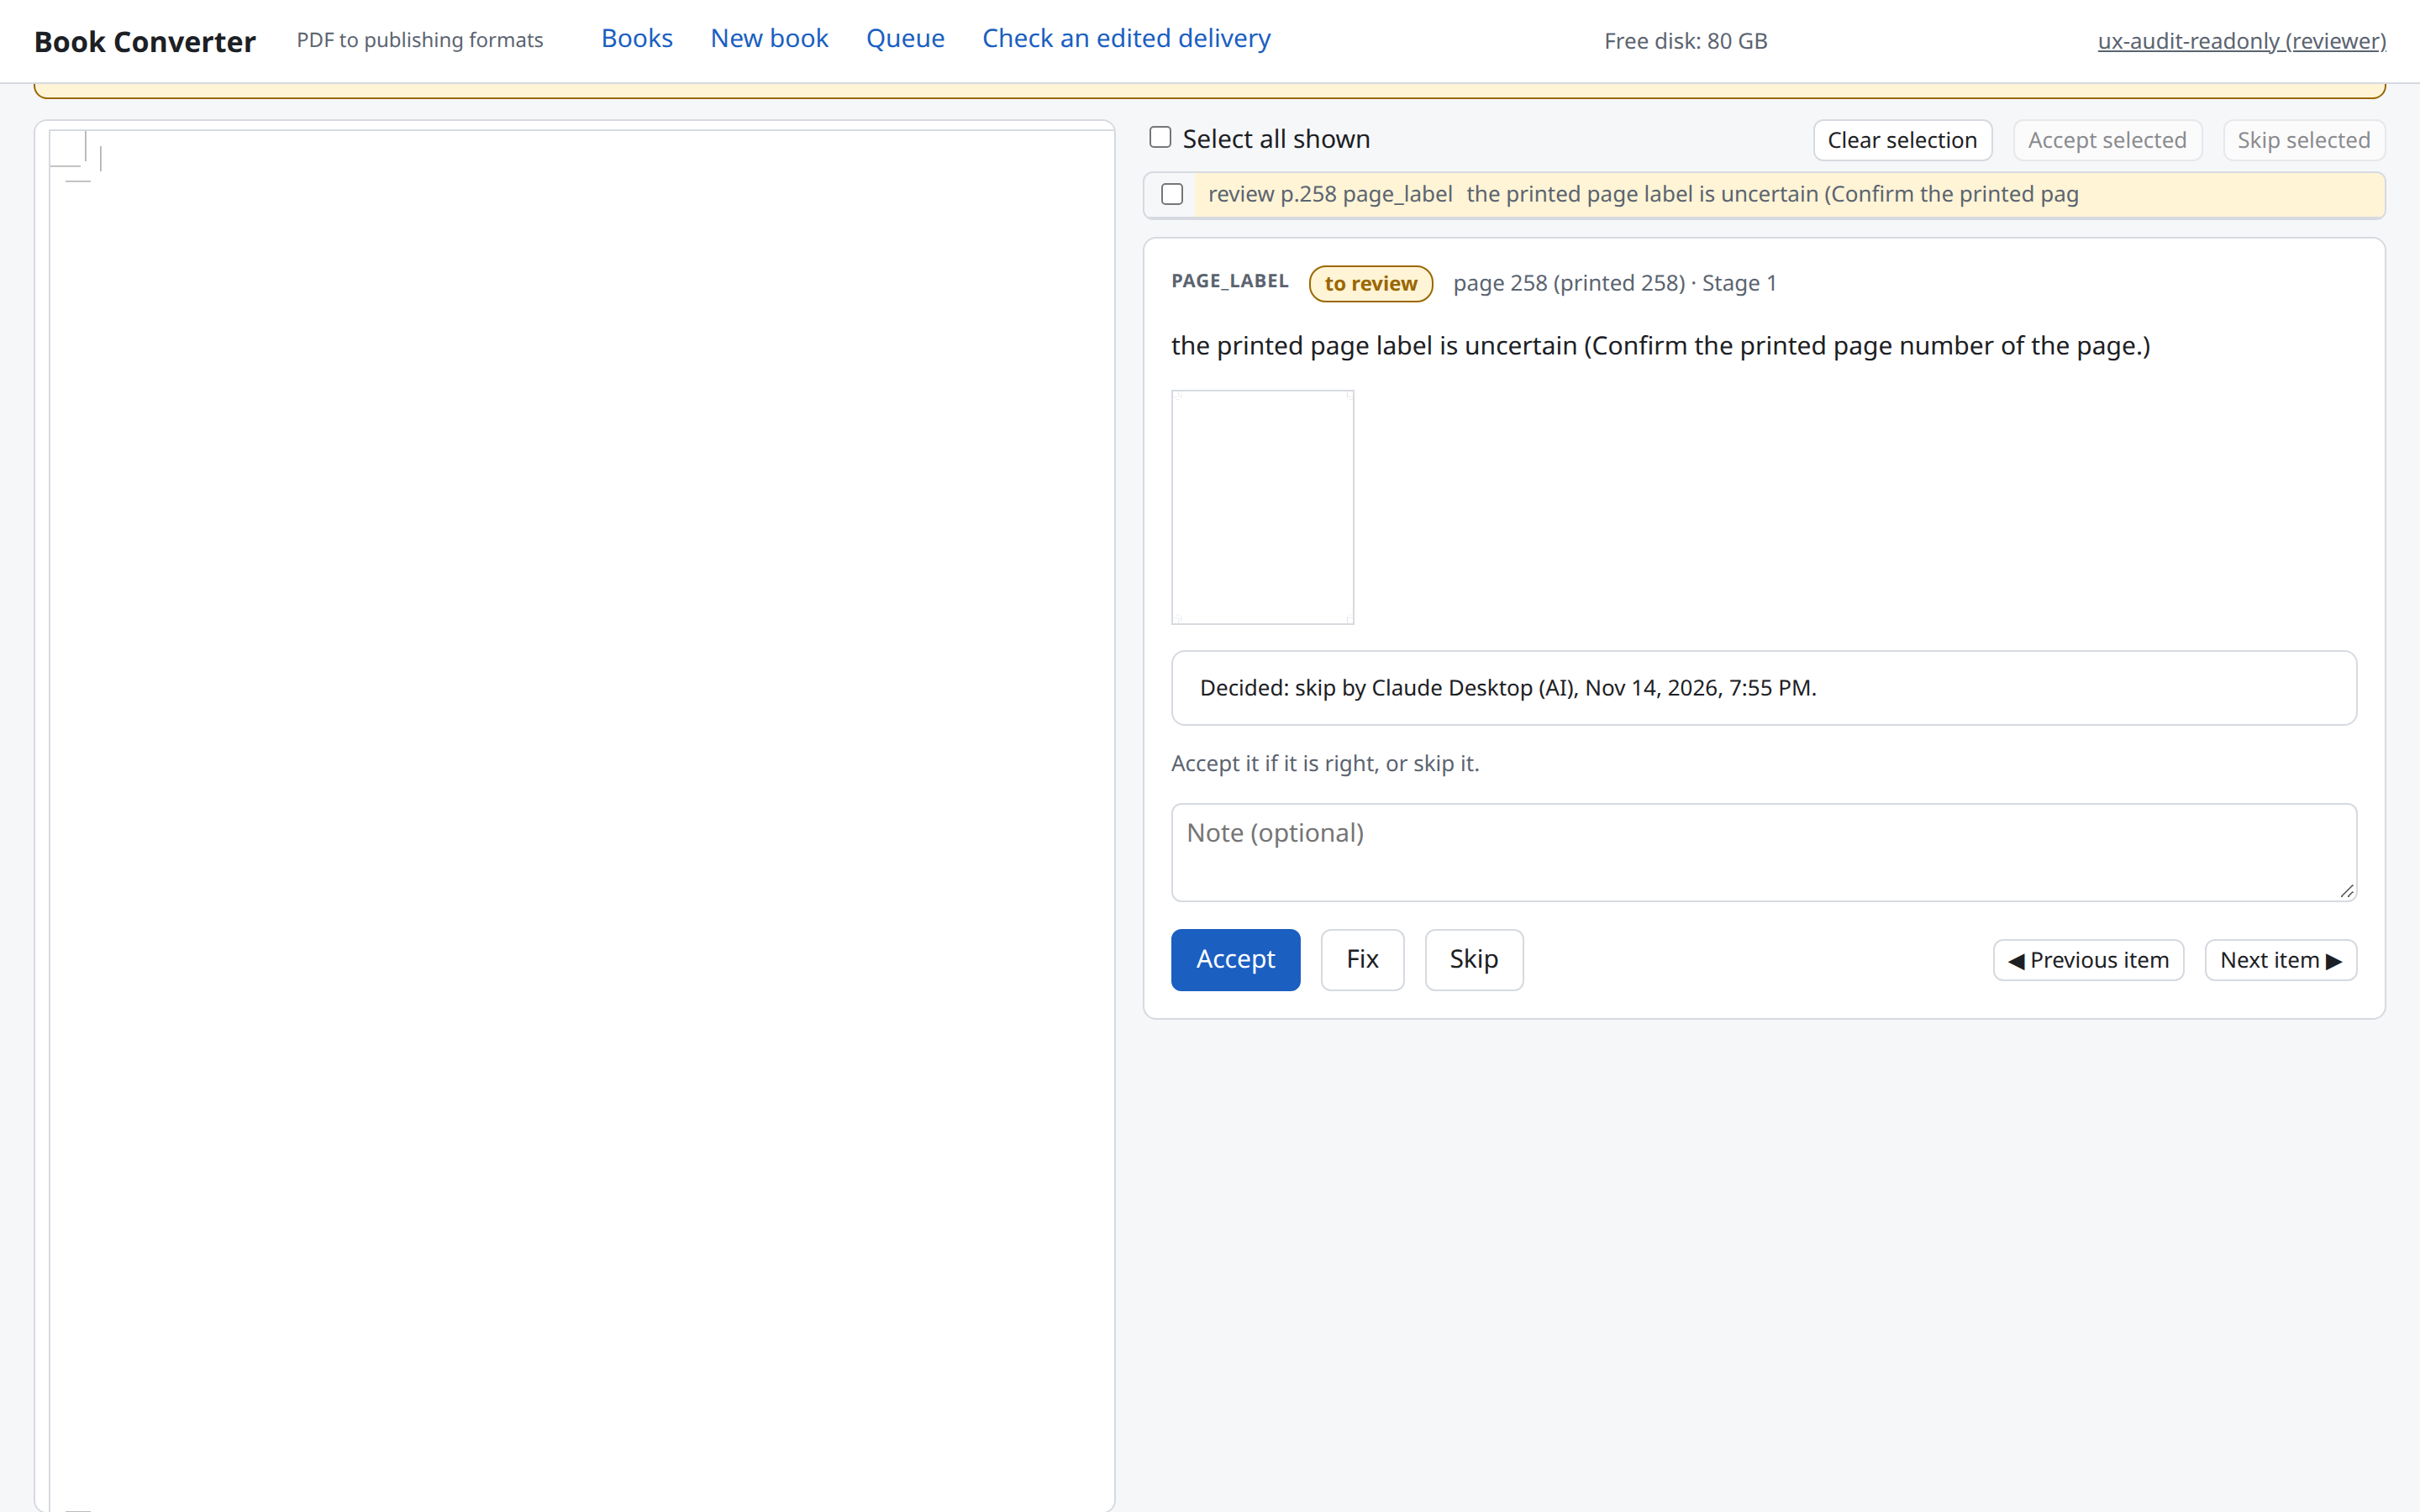 Book Converter PDF to publishing formats Books New book Queue Check an edited delivery Free disk: 80 GB ux-audit-readonly (reviewer)
Select all shown Clear selection Accept selected Skip selected
review p.258 page_label the printed page label is uncertain (Confirm the printed pag
PAGE_LABEL to review page 258 (printed 258) · Stage 1
the printed page label is uncertain (Confirm the printed page number of the page.)
Decided: skip by Claude Desktop (AI), Nov 14, 2026, 7:55 PM.
Accept it if it is right, or skip it.
Note (optional)
Accept Fix Skip ◀ Previous item Next item ▶